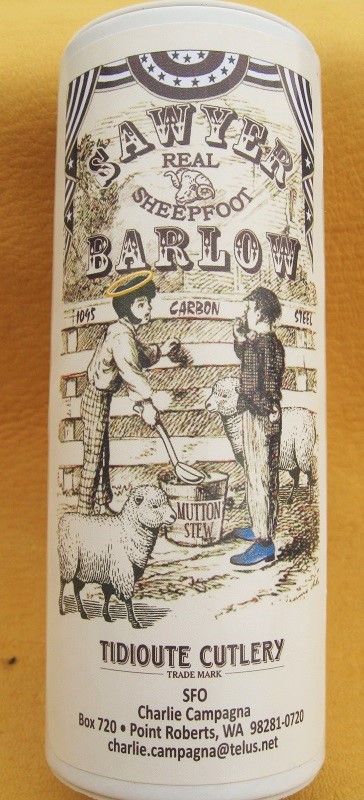 SAWYER
REAL
SHEEPFOOT
BARLOW
1095 CARBON STEEL
MUTTON
STEW
TIDIOUTE CUTLERY
TRADE MARK
SFO
Charlie Campagna
Box 720 • Point Roberts, WA 98281-0720
charlie.campagna@telus.net